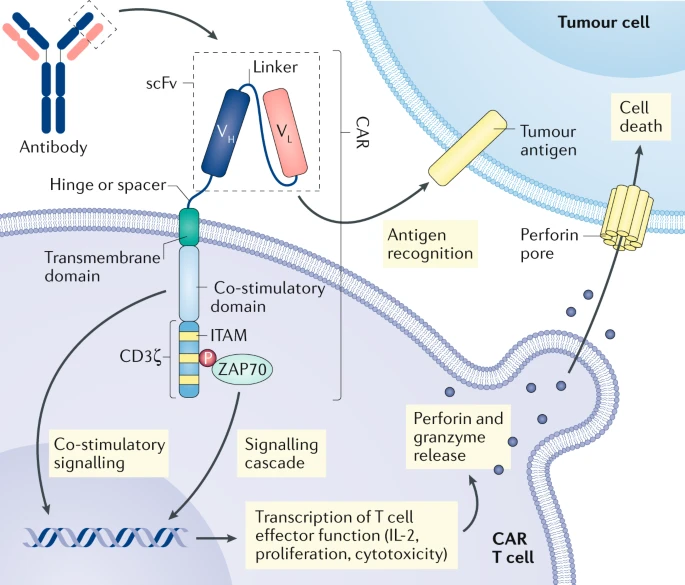 Tumour cell
Linker
scFv
Cell
death
V_H
V_L
CAR
Tumour
antigen
Antibody
Hinge or spacer
Antigen
recognition
Perforin
pore
Transmembrane
domain
Co-stimulatory
domain
ITAM
CD3ζ
P
ZAP70
Perforin and
granzyme
release
Co-stimulatory
signalling
Signalling
cascade
Transcription of T cell
effector function (IL-2,
proliferation, cytotoxicity)
CAR
T cell